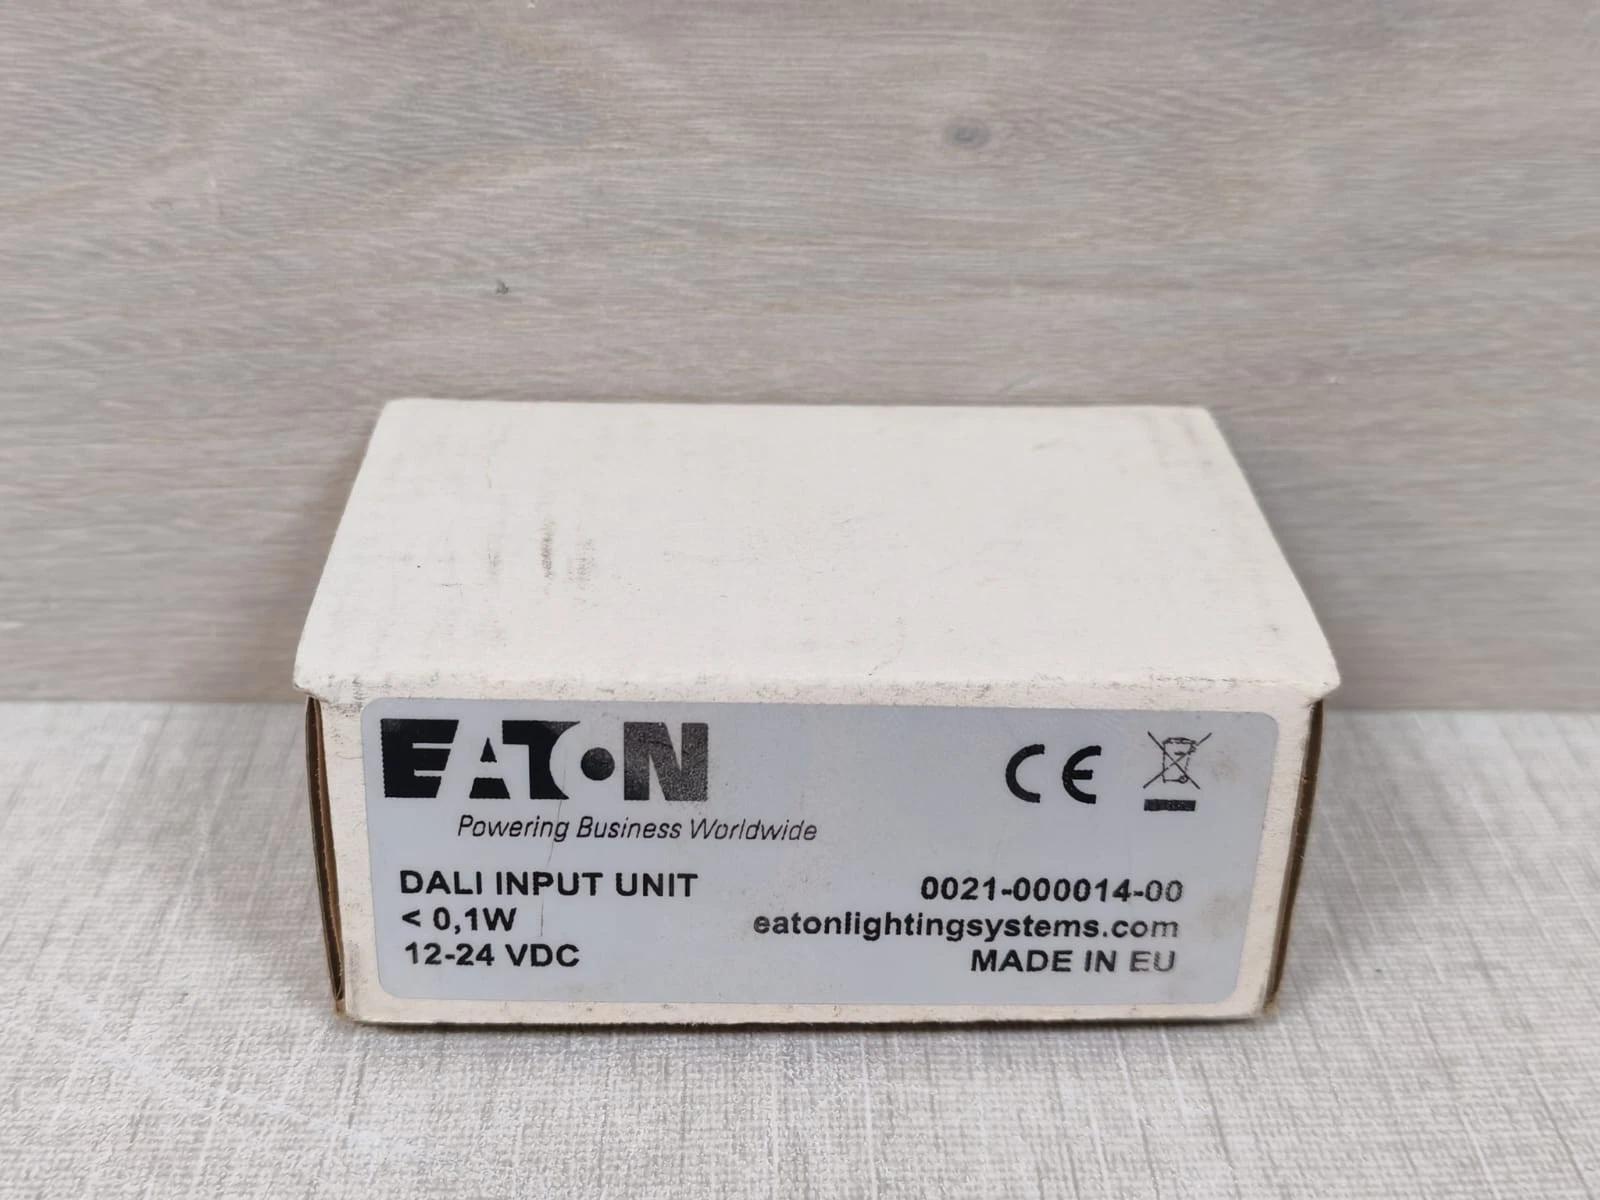 EATON
Powering Business Worldwide
CE
DALI INPUT UNIT
< 0,1W
12-24 VDC
0021-000014-00
eatonlightingsystems.com
MADE IN EU